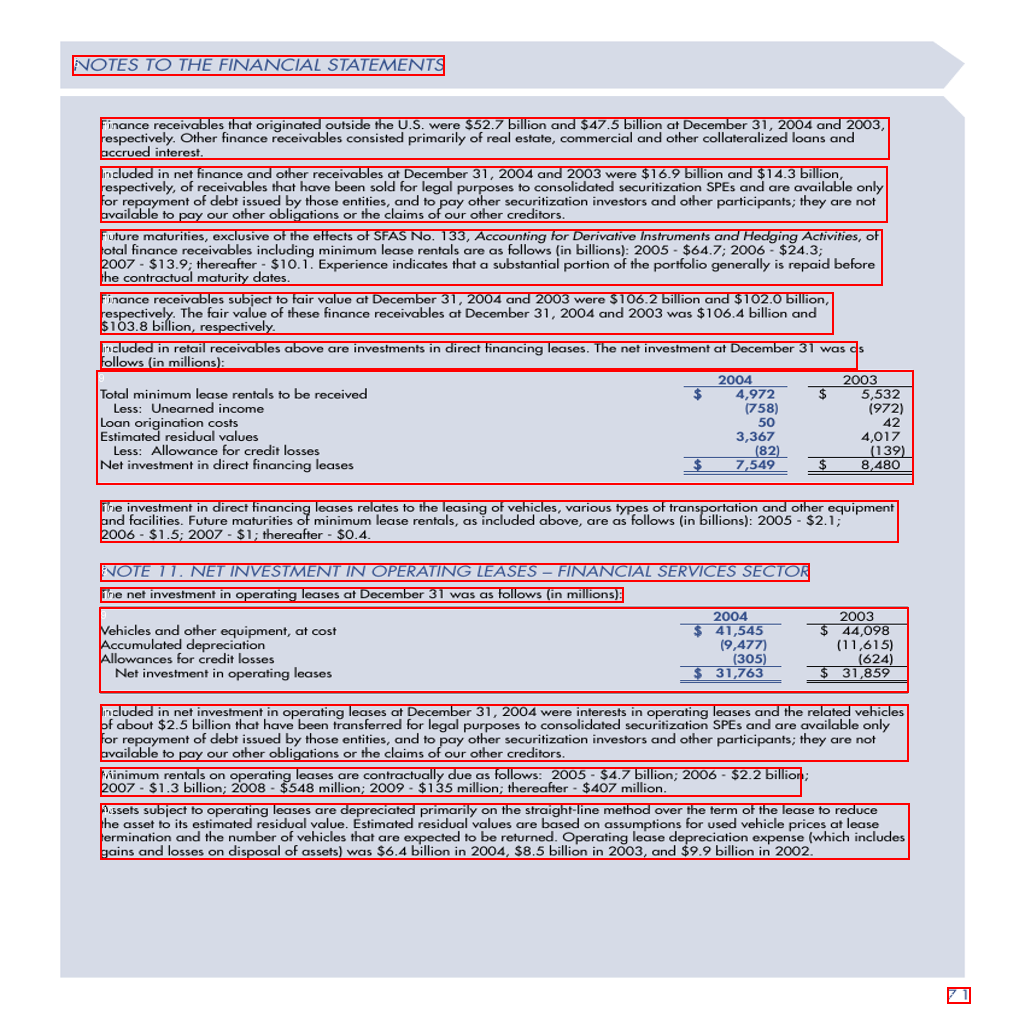 NOTES TO THE FINANCIAL STATEMENTS
Finance receivables that originated outside the U.S. were $52.7 billion and $47.5 billion at December 31, 2004 and 2003,
respectively. Other finance receivables consisted primarily of real estate, commercial and other collateralized loans and
accrued interest.
Included in net finance and other receivables at December 31, 2004 and 2003 were $16.9 billion and $14.3 billion,
respectively, of receivables that have been sold for legal purposes to consolidated securitization SPEs and are available only
for repayment of debt issued by those entities, and to pay other securitization investors and other participants; they are not
available to pay our other obligations or the claims of our other creditors.
Future maturities, exclusive of the effects of SFAS No. 133, Accounting for Derivative Instruments and Hedging Activities, of
total finance receivables including minimum lease rentals are as follows (in billions): 2005 - $64.7; 2006 - $24.3;
2007 - $13.9; thereafter - $10.1. Experience indicates that a substantial portion of the portfolio generally is repaid before
the contractual maturity dates.
Finance receivables subject to fair value at December 31, 2004 and 2003 were $106.2 billion and $102.0 billion,
respectively. The fair value of these finance receivables at December 31, 2004 and 2003 was $106.4 billion and
$103.8 billion, respectively.
Included in retail receivables above are investments in direct financing leases. The net investment at December 31 was as
follows (in millions):
2004 2003
Total minimum lease rentals to be received $ 4,972 $ 5,532
Less: Unearned income (758) (972)
Loan origination costs 50 42
Estimated residual values 3,367 4,017
Less: Allowance for credit losses (82) (139)
Net investment in direct financing leases $ 7,549 $ 8,480
The investment in direct financing leases relates to the leasing of vehicles, various types of transportation and other equipment
and facilities. Future maturities of minimum lease rentals, as included above, are as follows (in billions): 2005 - $2.1;
2006 - $1.5; 2007 - $1; thereafter - $0.4.
NOTE 11. NET INVESTMENT IN OPERATING LEASES – FINANCIAL SERVICES SECTOR
The net investment in operating leases at December 31 was as follows (in millions):
2004 2003
Vehicles and other equipment, at cost $ 41,545 $ 44,098
Accumulated depreciation (9,477) (11,615)
Allowances for credit losses (305) (624)
Net investment in operating leases $ 31,763 $ 31,859
Included in net investment in operating leases at December 31, 2004 were interests in operating leases and the related vehicles
of about $2.5 billion that have been transferred for legal purposes to consolidated securitization SPEs and are available only
for repayment of debt issued by those entities, and to pay other securitization investors and other participants; they are not
available to pay our other obligations or the claims of our other creditors.
Minimum rentals on operating leases are contractually due as follows: 2005 - $4.7 billion; 2006 - $2.2 billion;
2007 - $1.3 billion; 2008 - $548 million; 2009 - $135 million; thereafter - $407 million.
Assets subject to operating leases are depreciated primarily on the straight-line method over the term of the lease to reduce
the asset to its estimated residual value. Estimated residual values are based on assumptions for used vehicle prices at lease
termination and the number of vehicles that are expected to be returned. Operating lease depreciation expense (which includes
gains and losses on disposal of assets) was $6.4 billion in 2004, $8.5 billion in 2003, and $9.9 billion in 2002.
71